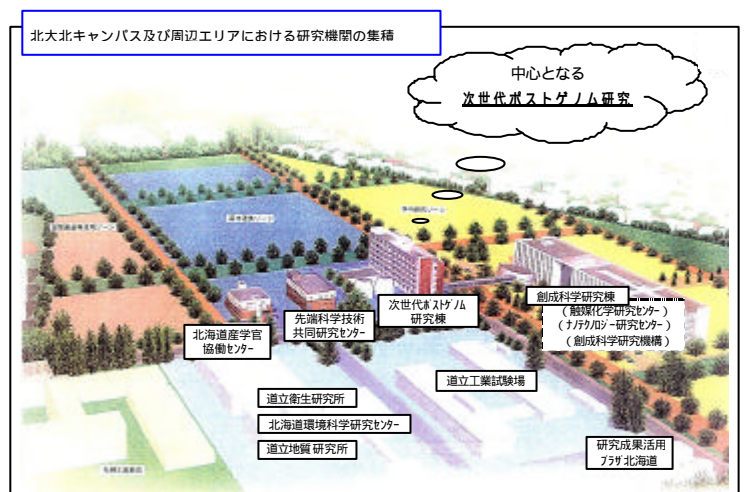 北大北キャンパス及び周辺エリアにおける研究機関の集積
中心となる
次世代ポストゲノム研究
次世代ポストゲノム
研究棟
創成科学研究棟
(触媒化学研究センター)
(ナノテクノロジー研究センター)
(創成科学研究機構)
先端科学技術
共同研究センター
北海道産学官
協働センター
道立工業試験場
道立衛生研究所
北海道環境科学研究センター
道立地質研究所
研究成果活用
プラザ北海道